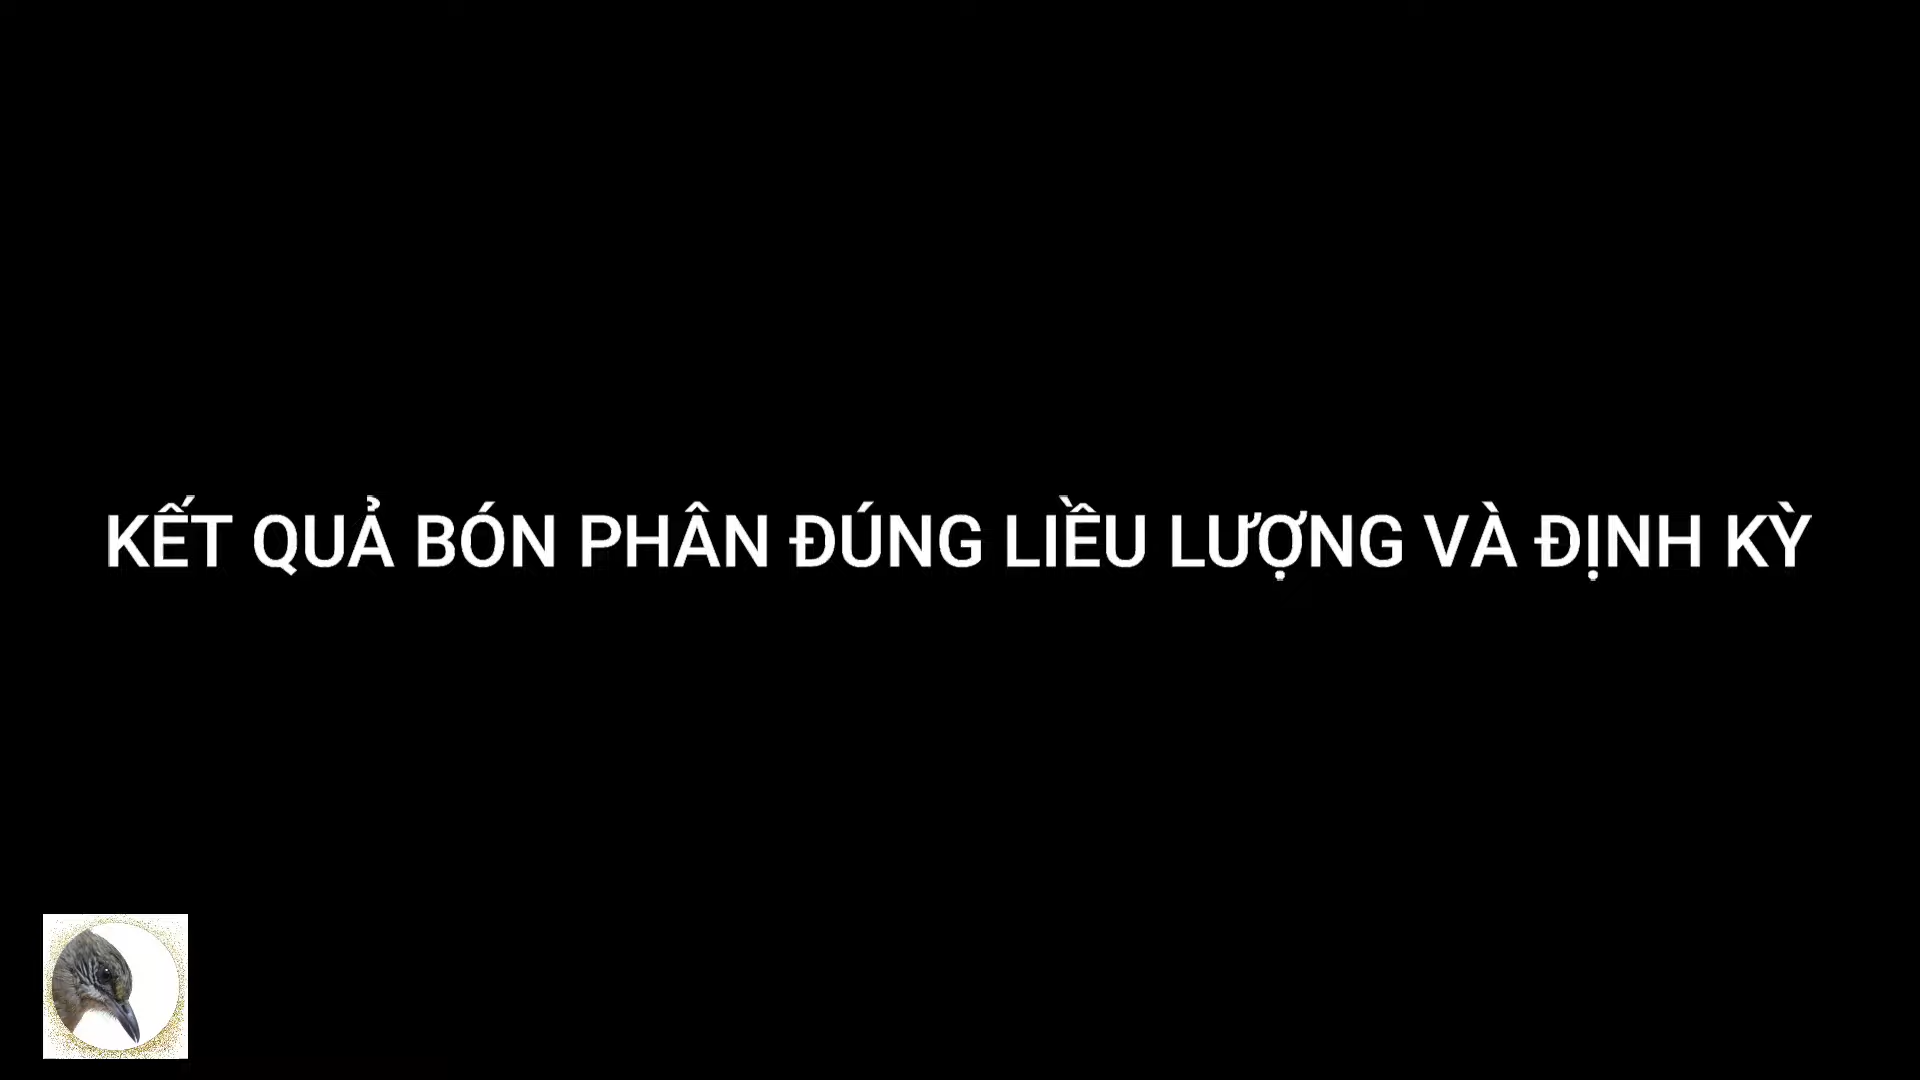 KẾT QUẢ BÓN PHÂN ĐÚNG LIỀU LƯỢNG VÀ ĐỊNH KỲ